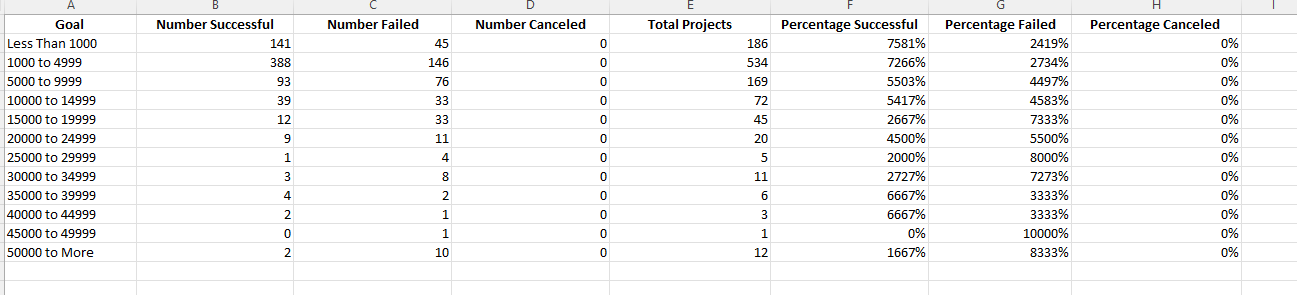 A B C D E F G H I
Goal Number Successful Number Failed Number Canceled Total Projects Percentage Successful Percentage Failed Percentage Canceled
Less Than 1000 141 45 0 186 7581% 2419% 0%
1000 to 4999 388 146 0 534 7266% 2734% 0%
5000 to 9999 93 76 0 169 5503% 4497% 0%
10000 to 14999 39 33 0 72 5417% 4583% 0%
15000 to 19999 12 33 0 45 2667% 7333% 0%
20000 to 24999 9 11 0 20 4500% 5500% 0%
25000 to 29999 1 4 0 5 2000% 8000% 0%
30000 to 34999 3 8 0 11 2727% 7273% 0%
35000 to 39999 4 2 0 6 6667% 3333% 0%
40000 to 44999 2 1 0 3 6667% 3333% 0%
45000 to 49999 0 1 0 1 0% 10000% 0%
50000 to More 2 10 0 12 1667% 8333% 0%